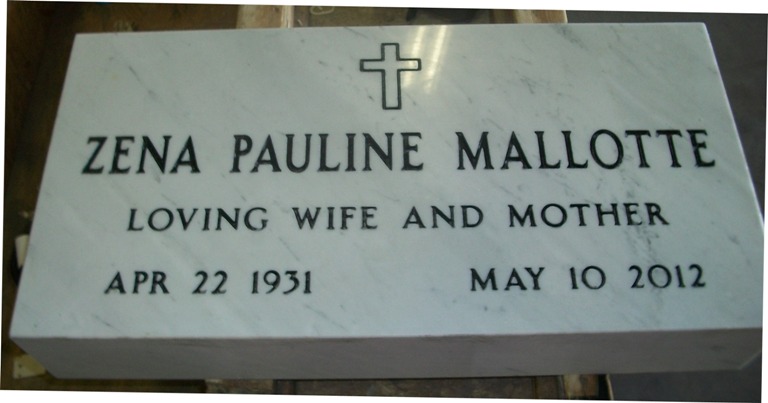 ZENA PAULINE MALLOTTE
LOVING WIFE AND MOTHER
APR 22 1931 MAY 10 2012